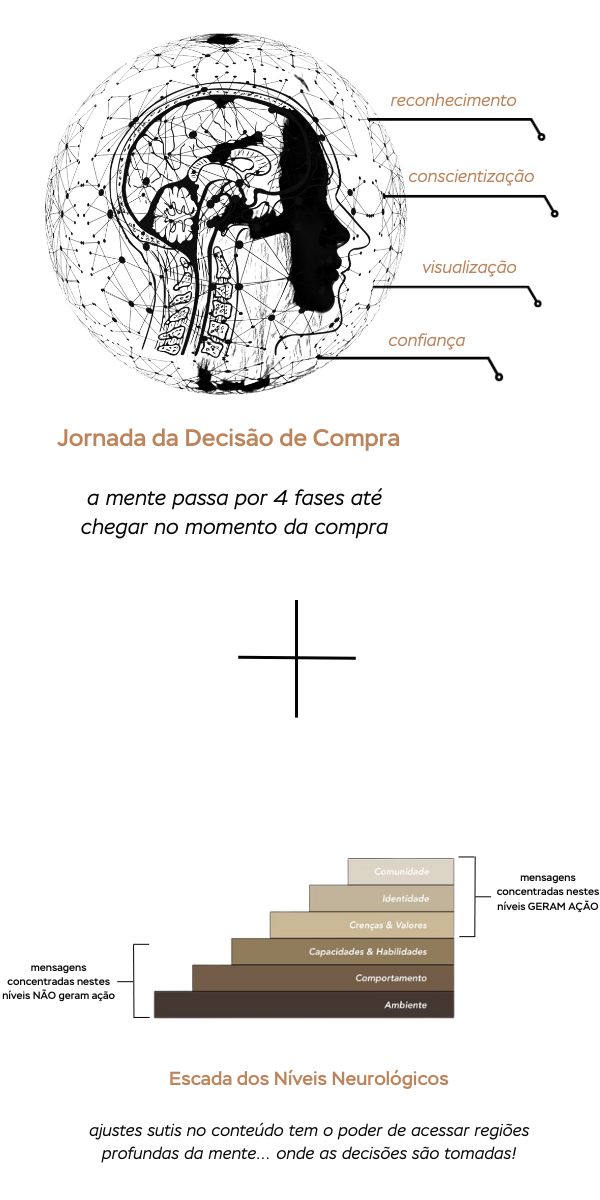 reconhecimento
conscientização
visualização
confiança
Jornada da Decisão de Compra
a mente passa por 4 fases até
chegar no momento da compra
Comunidade
Identidade
Crenças & Valores
Capacidades & Habilidades
Comportamento
Ambiente
mensagens
concentradas nestes
níveis GERAM AÇÃO
mensagens
concentradas nestes
níveis NÃO geram ação
Escada dos Níveis Neurológicos
ajustes sutis no conteúdo tem o poder de acessar regiões
profundas da mente... onde as decisões são tomadas!